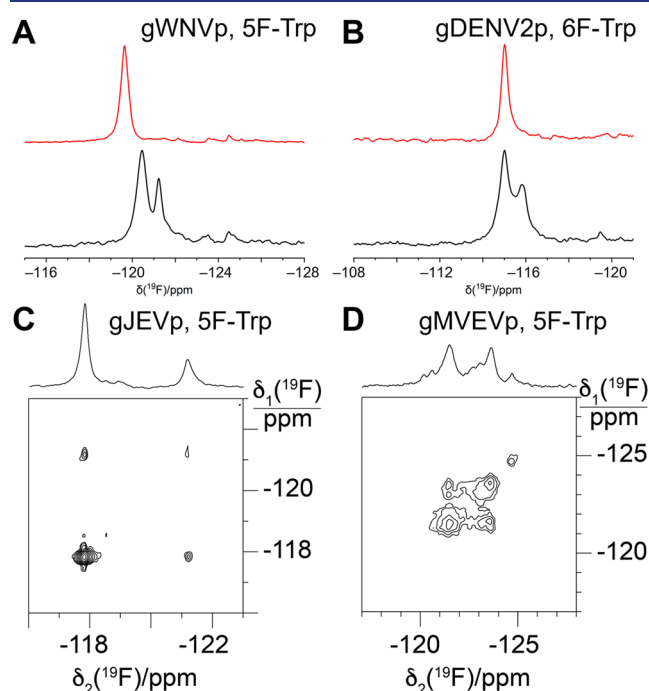 A gWNVp, 5F-Trp
B gDENV2p, 6F-Trp
−116 −120 −124 −128
δ(¹⁹F)/ppm
−108 −112 −116 −120
δ(¹⁹F)/ppm
C gJEVp, 5F-Trp
D gMVEVp, 5F-Trp
δ₁(¹⁹F)
ppm
-120
-118
-118 -122
δ₂(¹⁹F)/ppm
δ₁(¹⁹F)
ppm
-125
-120
-120 -125
δ₂(¹⁹F)/ppm